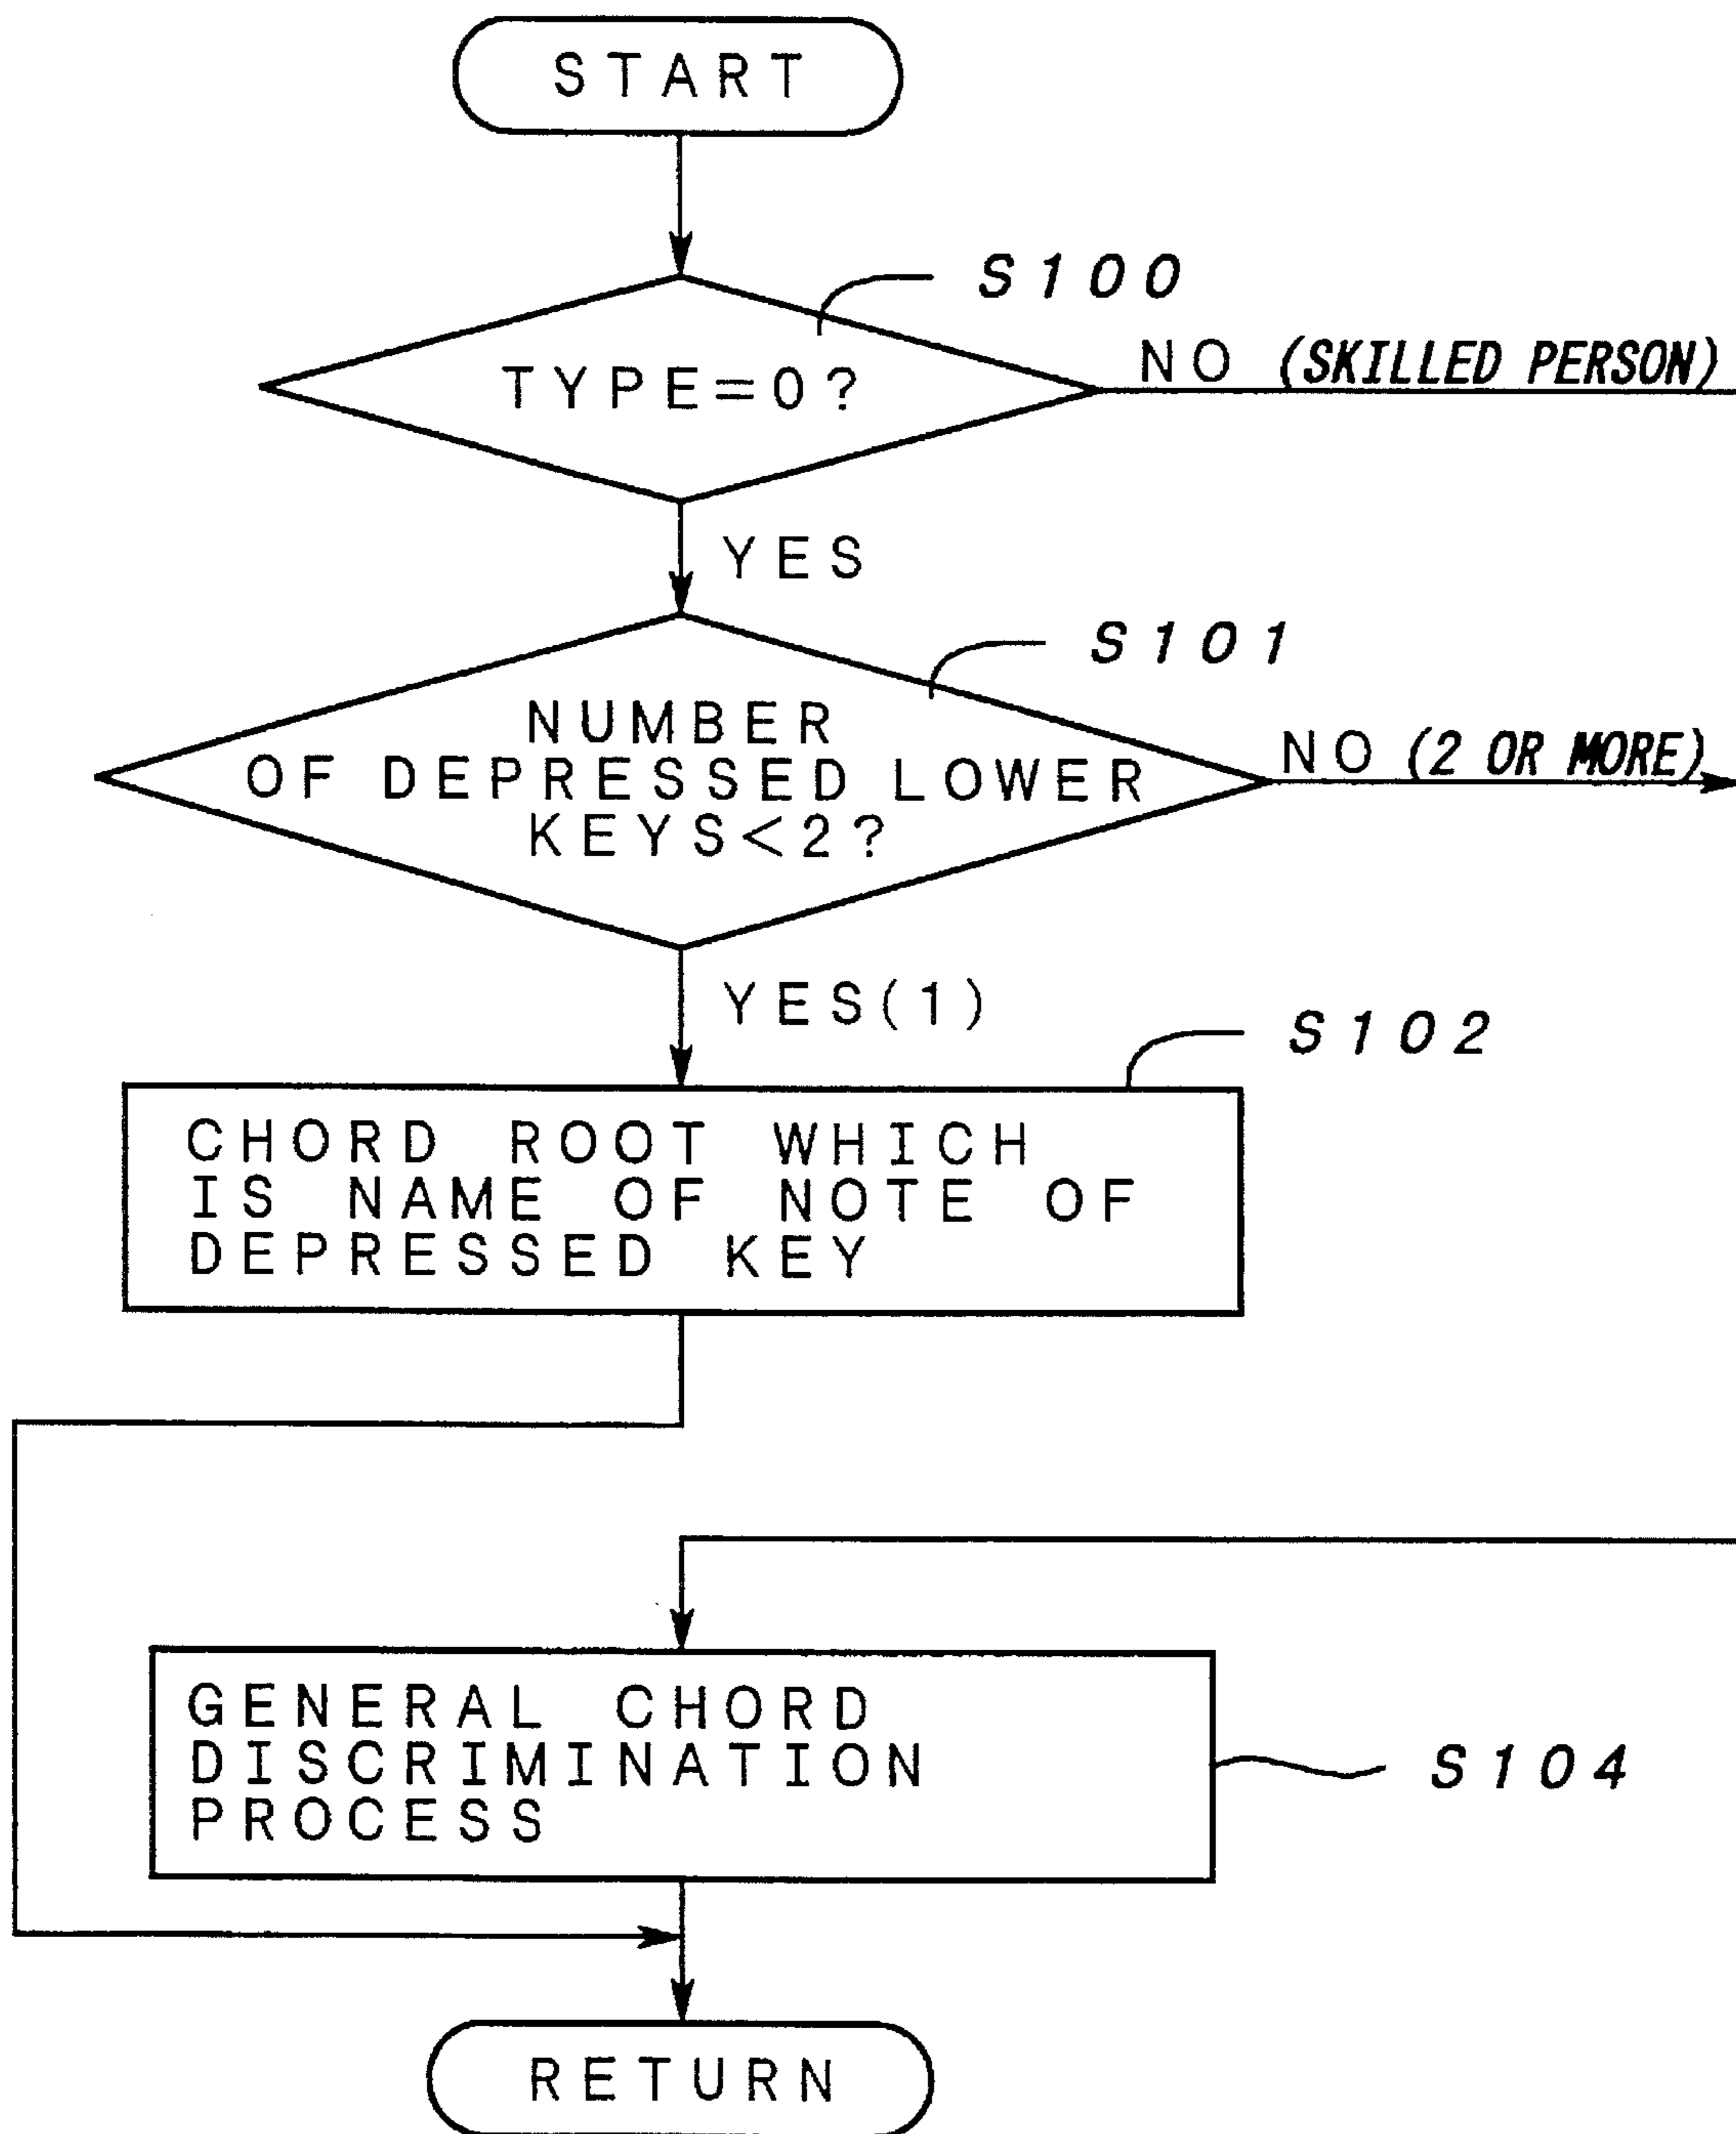 START
S100
TYPE=0?
NO (SKILLED PERSON)
YES
S101
NUMBER
OF DEPRESSED LOWER
KEYS<2?
NO (2 OR MORE)
YES(1)
S102
CHORD ROOT WHICH
IS NAME OF NOTE OF
DEPRESSED KEY
GENERAL CHORD
DISCRIMINATION
PROCESS
S104
RETURN